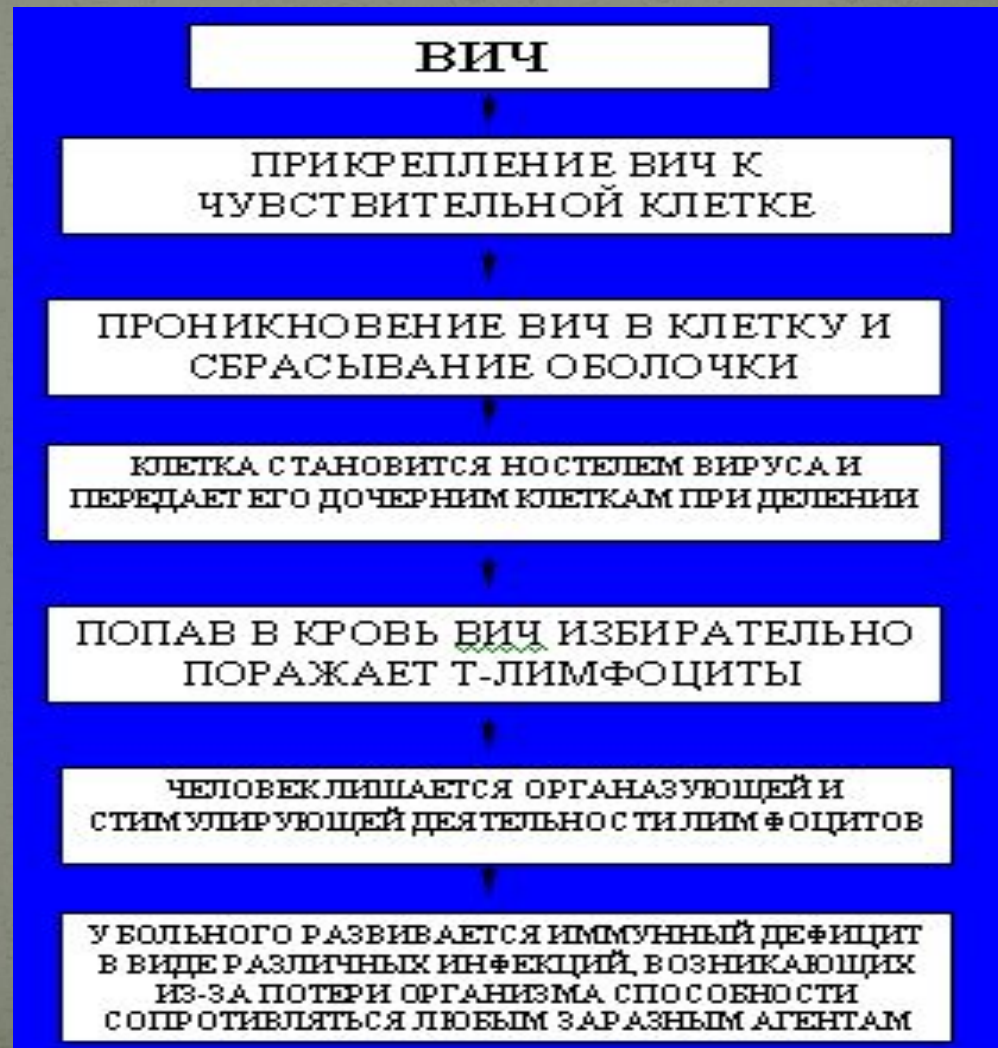 ВИЧ
ПРИКРЕПЛЕНИЕ ВИЧ К
ЧУВСТВИТЕЛЬНОЙ КЛЕТКЕ
ПРОНИКНОВЕНИЕ ВИЧ В КЛЕТКУ И
СБРАСЫВАНИЕ ОБОЛОЧКИ
КЛЕТКА СТАНОВИТСЯ НОСТЕЛЕМ ВИРУСА И
ПЕРЕДАЕТ ЕГО ДОЧЕРНИМ КЛЕТКАМ ПРИ ДЕЛЕНИИ
ПОПАВ В КРОВЬ ВИЧ ИЗБИРАТЕЛЬНО
ПОРАЖАЕТ Т-ЛИМФОЦИТЫ
ЧЕЛОВЕК ЛИШАЕТСЯ ОРГАНАЗУЮЩЕЙ И
СТИМУЛИРУЮЩЕЙ ДЕЯТЕЛЬНОСТИ ЛИМФОЦИТОВ
У БОЛЬНОГО РАЗВИВАЕТСЯ ИММУННЫЙ ДЕФИЦИТ
В ВИДЕ РАЗЛИЧНЫХ ИНФЕКЦИЙ, ВОЗНИКАЮЩИХ
ИЗ-ЗА ПОТЕРИ ОРГАНИЗМА СПОСОБНОСТИ
СОПРОТИВЛЯТЬСЯ ЛЮБЫМ ЗАРАЗНЫМ АГЕНТАМ